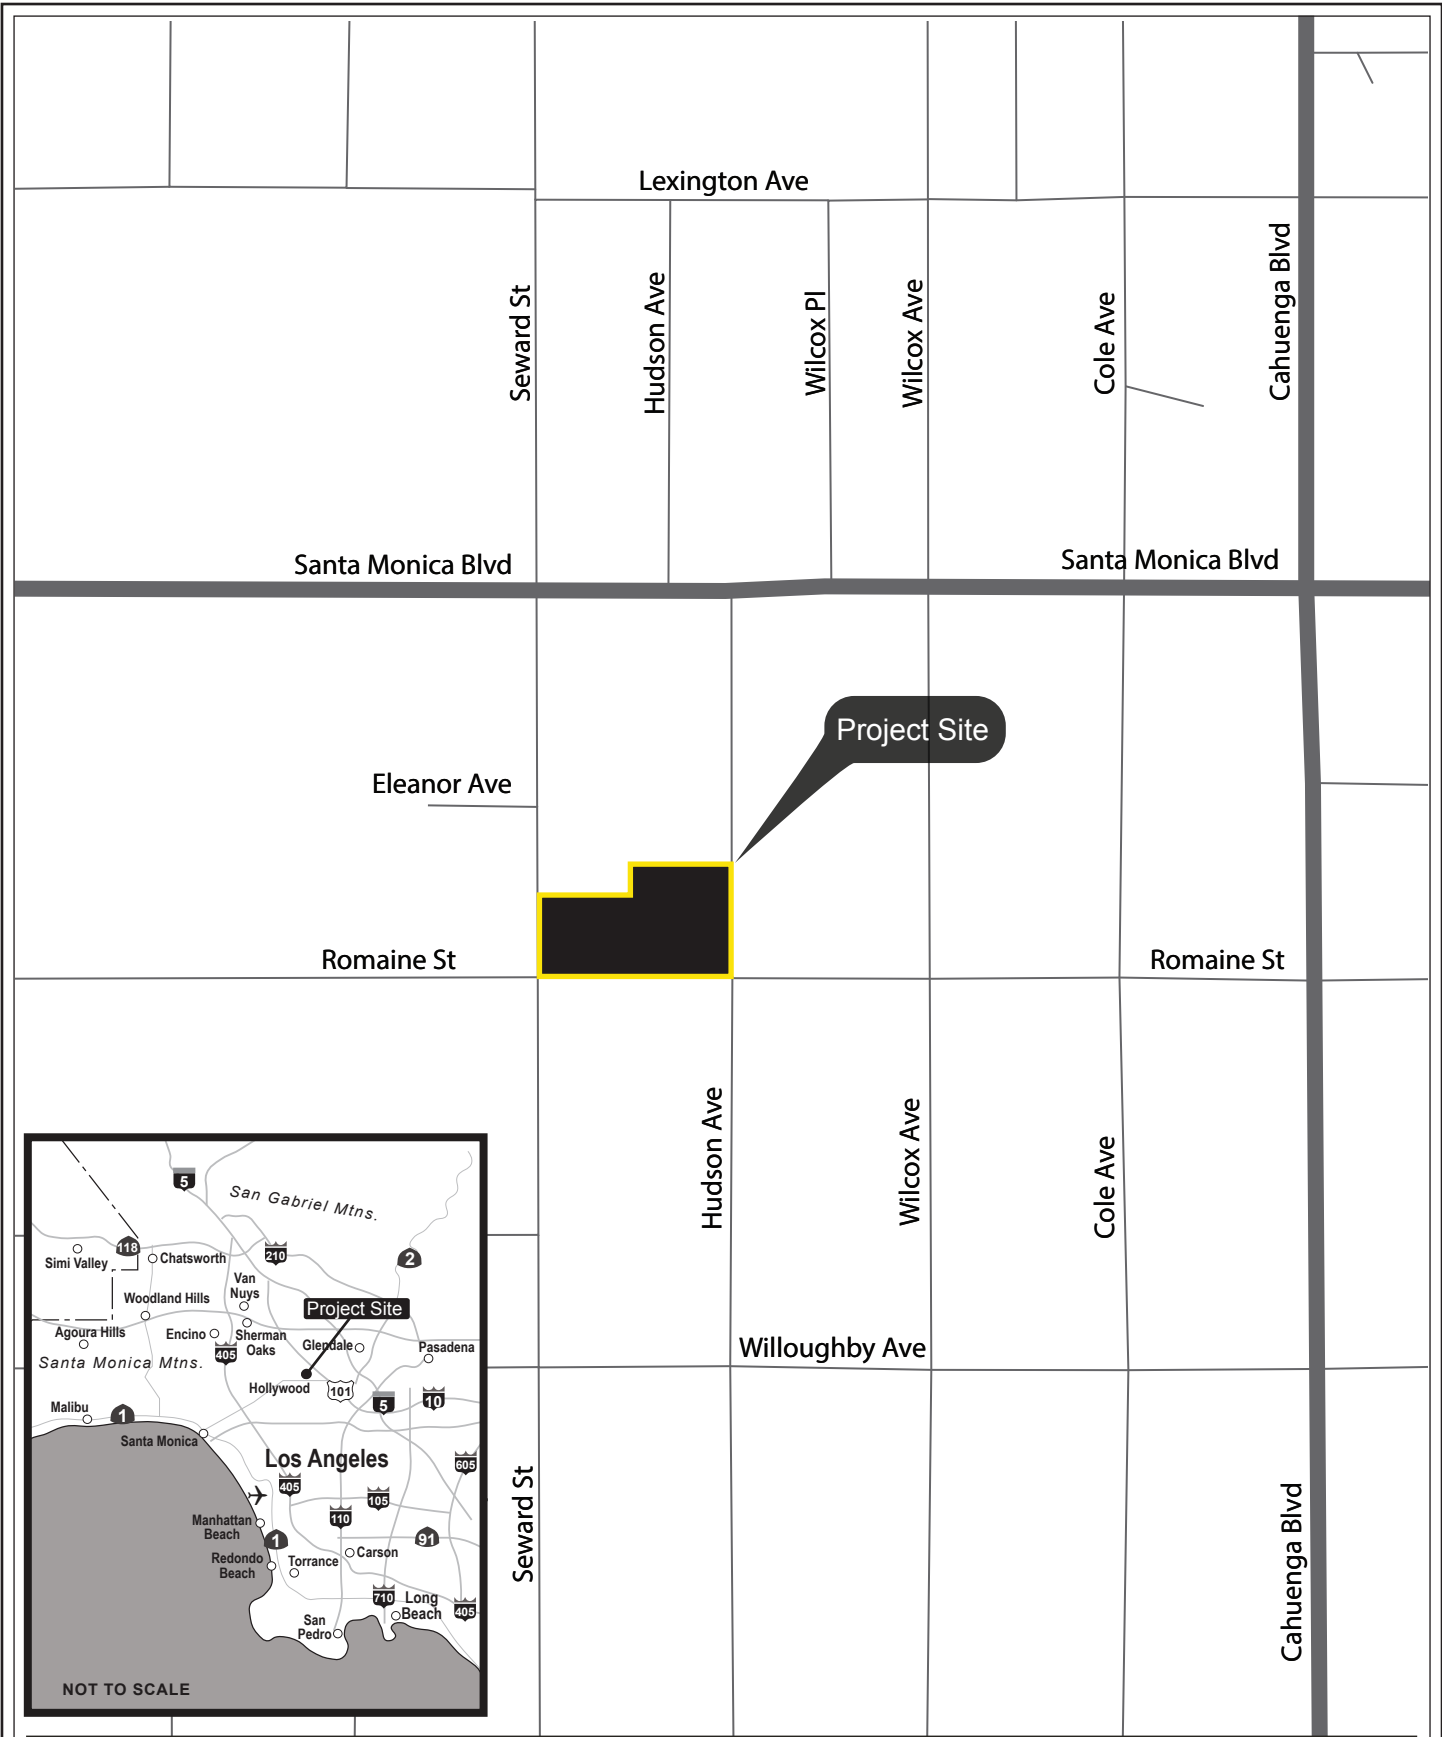 Lexington Ave
Seward St
Hudson Ave
Wilcox Pl
Wilcox Ave
Cole Ave
Cahuenga Blvd
Santa Monica Blvd
Santa Monica Blvd
Project Site
Eleanor Ave
Romaine St
Romaine St
Hudson Ave
Wilcox Ave
Cole Ave
Willoughby Ave
Seward St
Cahuenga Blvd
5
San Gabriel Mtns.
118
Simi Valley
Chatsworth
210
2
Van
Nuys
Woodland Hills
Project Site
Agoura Hills
Encino
Sherman
Oaks
405
Glendale
Pasadena
Santa Monica Mtns.
Hollywood
101
5
10
Malibu
1
Santa Monica
Los Angeles
605
405
105
110
Manhattan
Beach
1
91
Redondo
Beach
Torrance
Carson
710
Long
Beach
405
San
Pedro
NOT TO SCALE